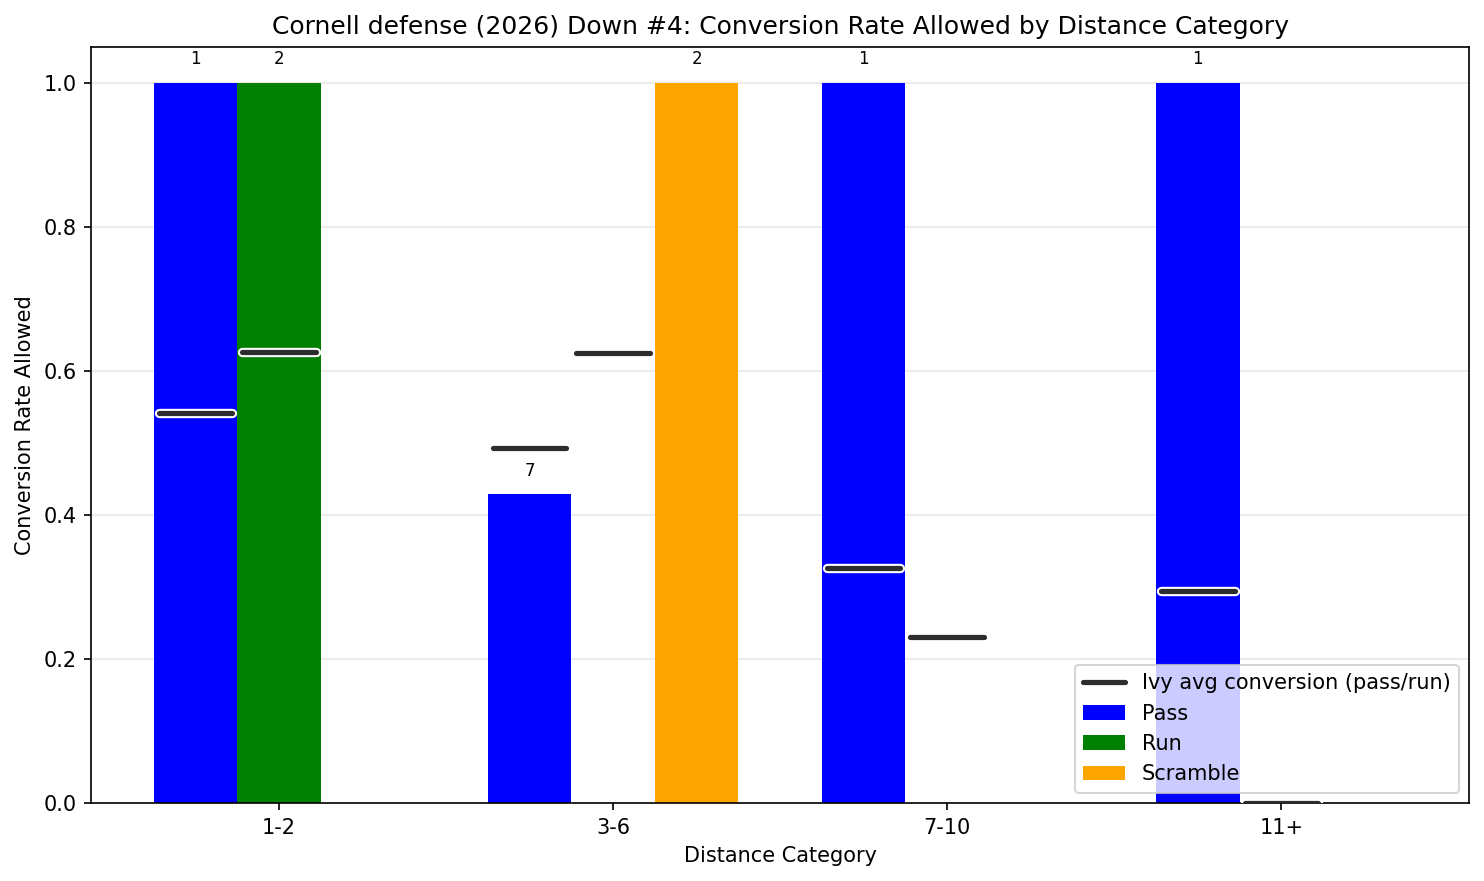 Cornell defense (2026) Down #4: Conversion Rate Allowed by Distance Category
1 2 2 1 1
1.0
0.8
0.6
7
0.4
0.2
0.0
Conversion Rate Allowed
Ivy avg conversion (pass/run)
Pass
Run
Scramble
1-2 3-6 7-10 11+
Distance Category